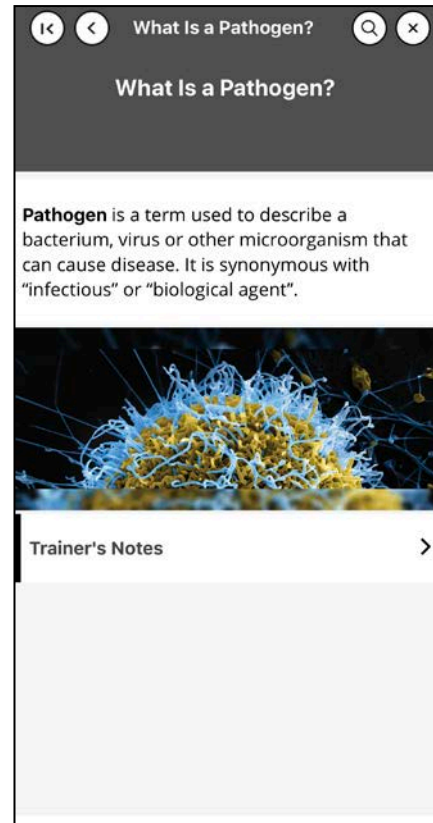 What Is a Pathogen?
What Is a Pathogen?
Pathogen is a term used to describe a
bacterium, virus or other microorganism that
can cause disease. It is synonymous with
“infectious” or “biological agent”.
Trainer's Notes